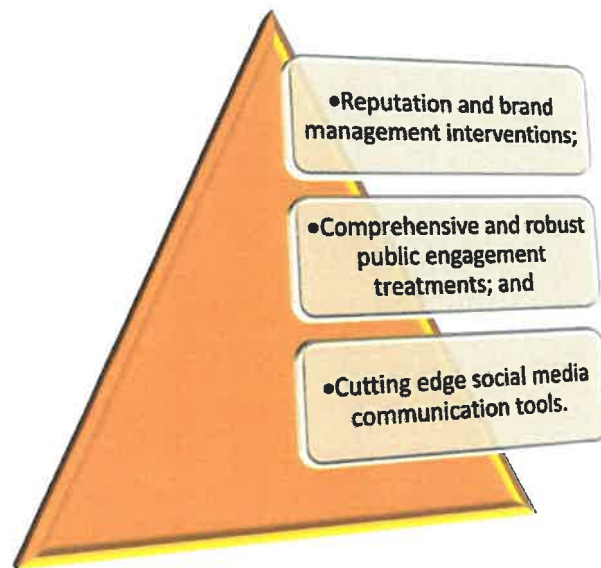 •Reputation and brand
management interventions;
•Comprehensive and robust
public engagement
treatments; and
•Cutting edge social media
communication tools.